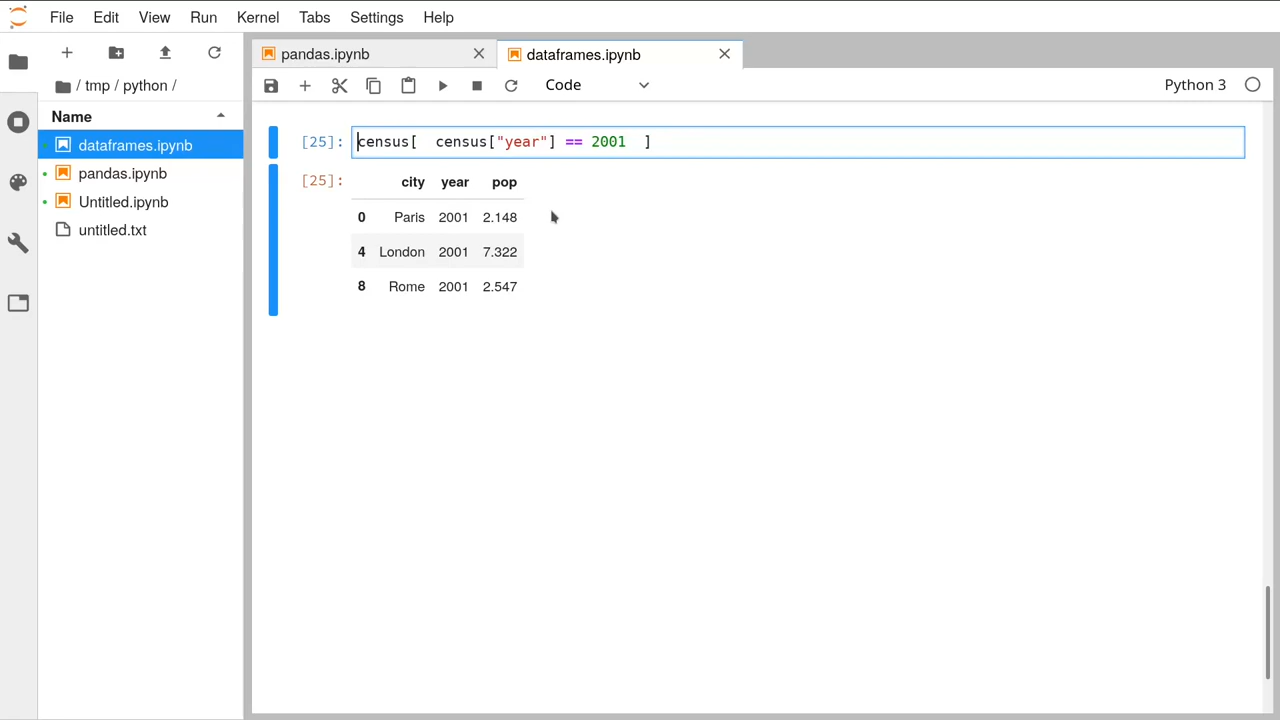 File Edit View Run Kernel Tabs Settings Help
pandas.ipynb dataframes.ipynb
/ tmp / python /
Code Python 3
Name
dataframes.ipynb
pandas.ipynb
Untitled.ipynb
untitled.txt
[25]: census[  census["year"] == 2001  ]
[25]: city year pop
0 Paris 2001 2.148
4 London 2001 7.322
8 Rome 2001 2.547